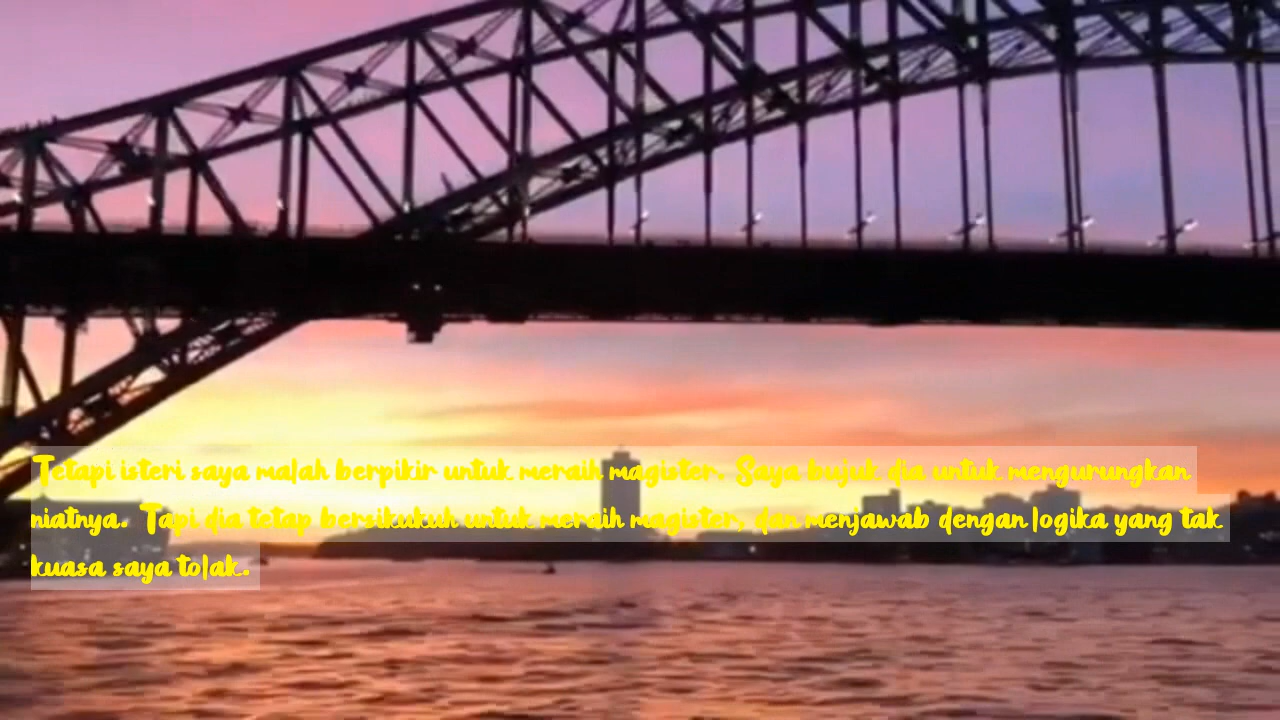 Tetapi isteri saya malah berpikir untuk meraih magister. Saya bujuk dia untuk mengurungkan
niatnya. Tapi dia tetap bersikukuh untuk meraih magister, dan menjawab dengan logika yang tak
kuasa saya tolak.